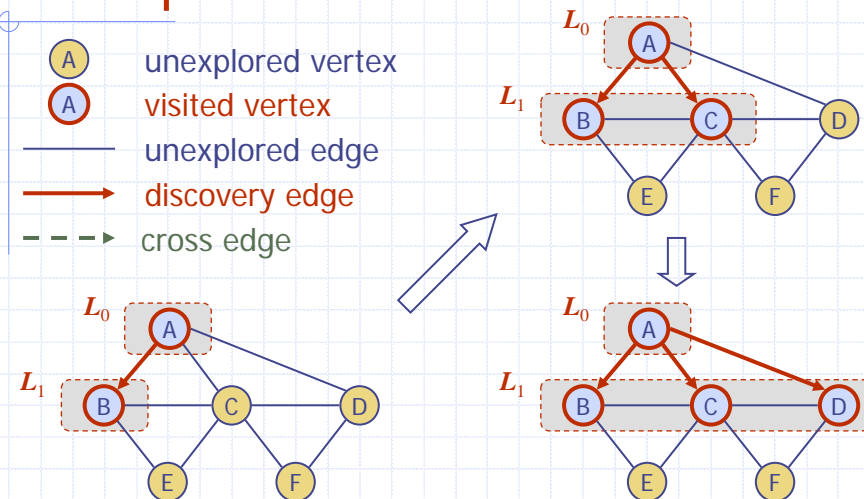 A unexplored vertex
A visited vertex
unexplored edge
discovery edge
cross edge
L0
A
L1
B C D
E F
L0
A
L1
B C D
E F
L0
A
L1
B C D
E F